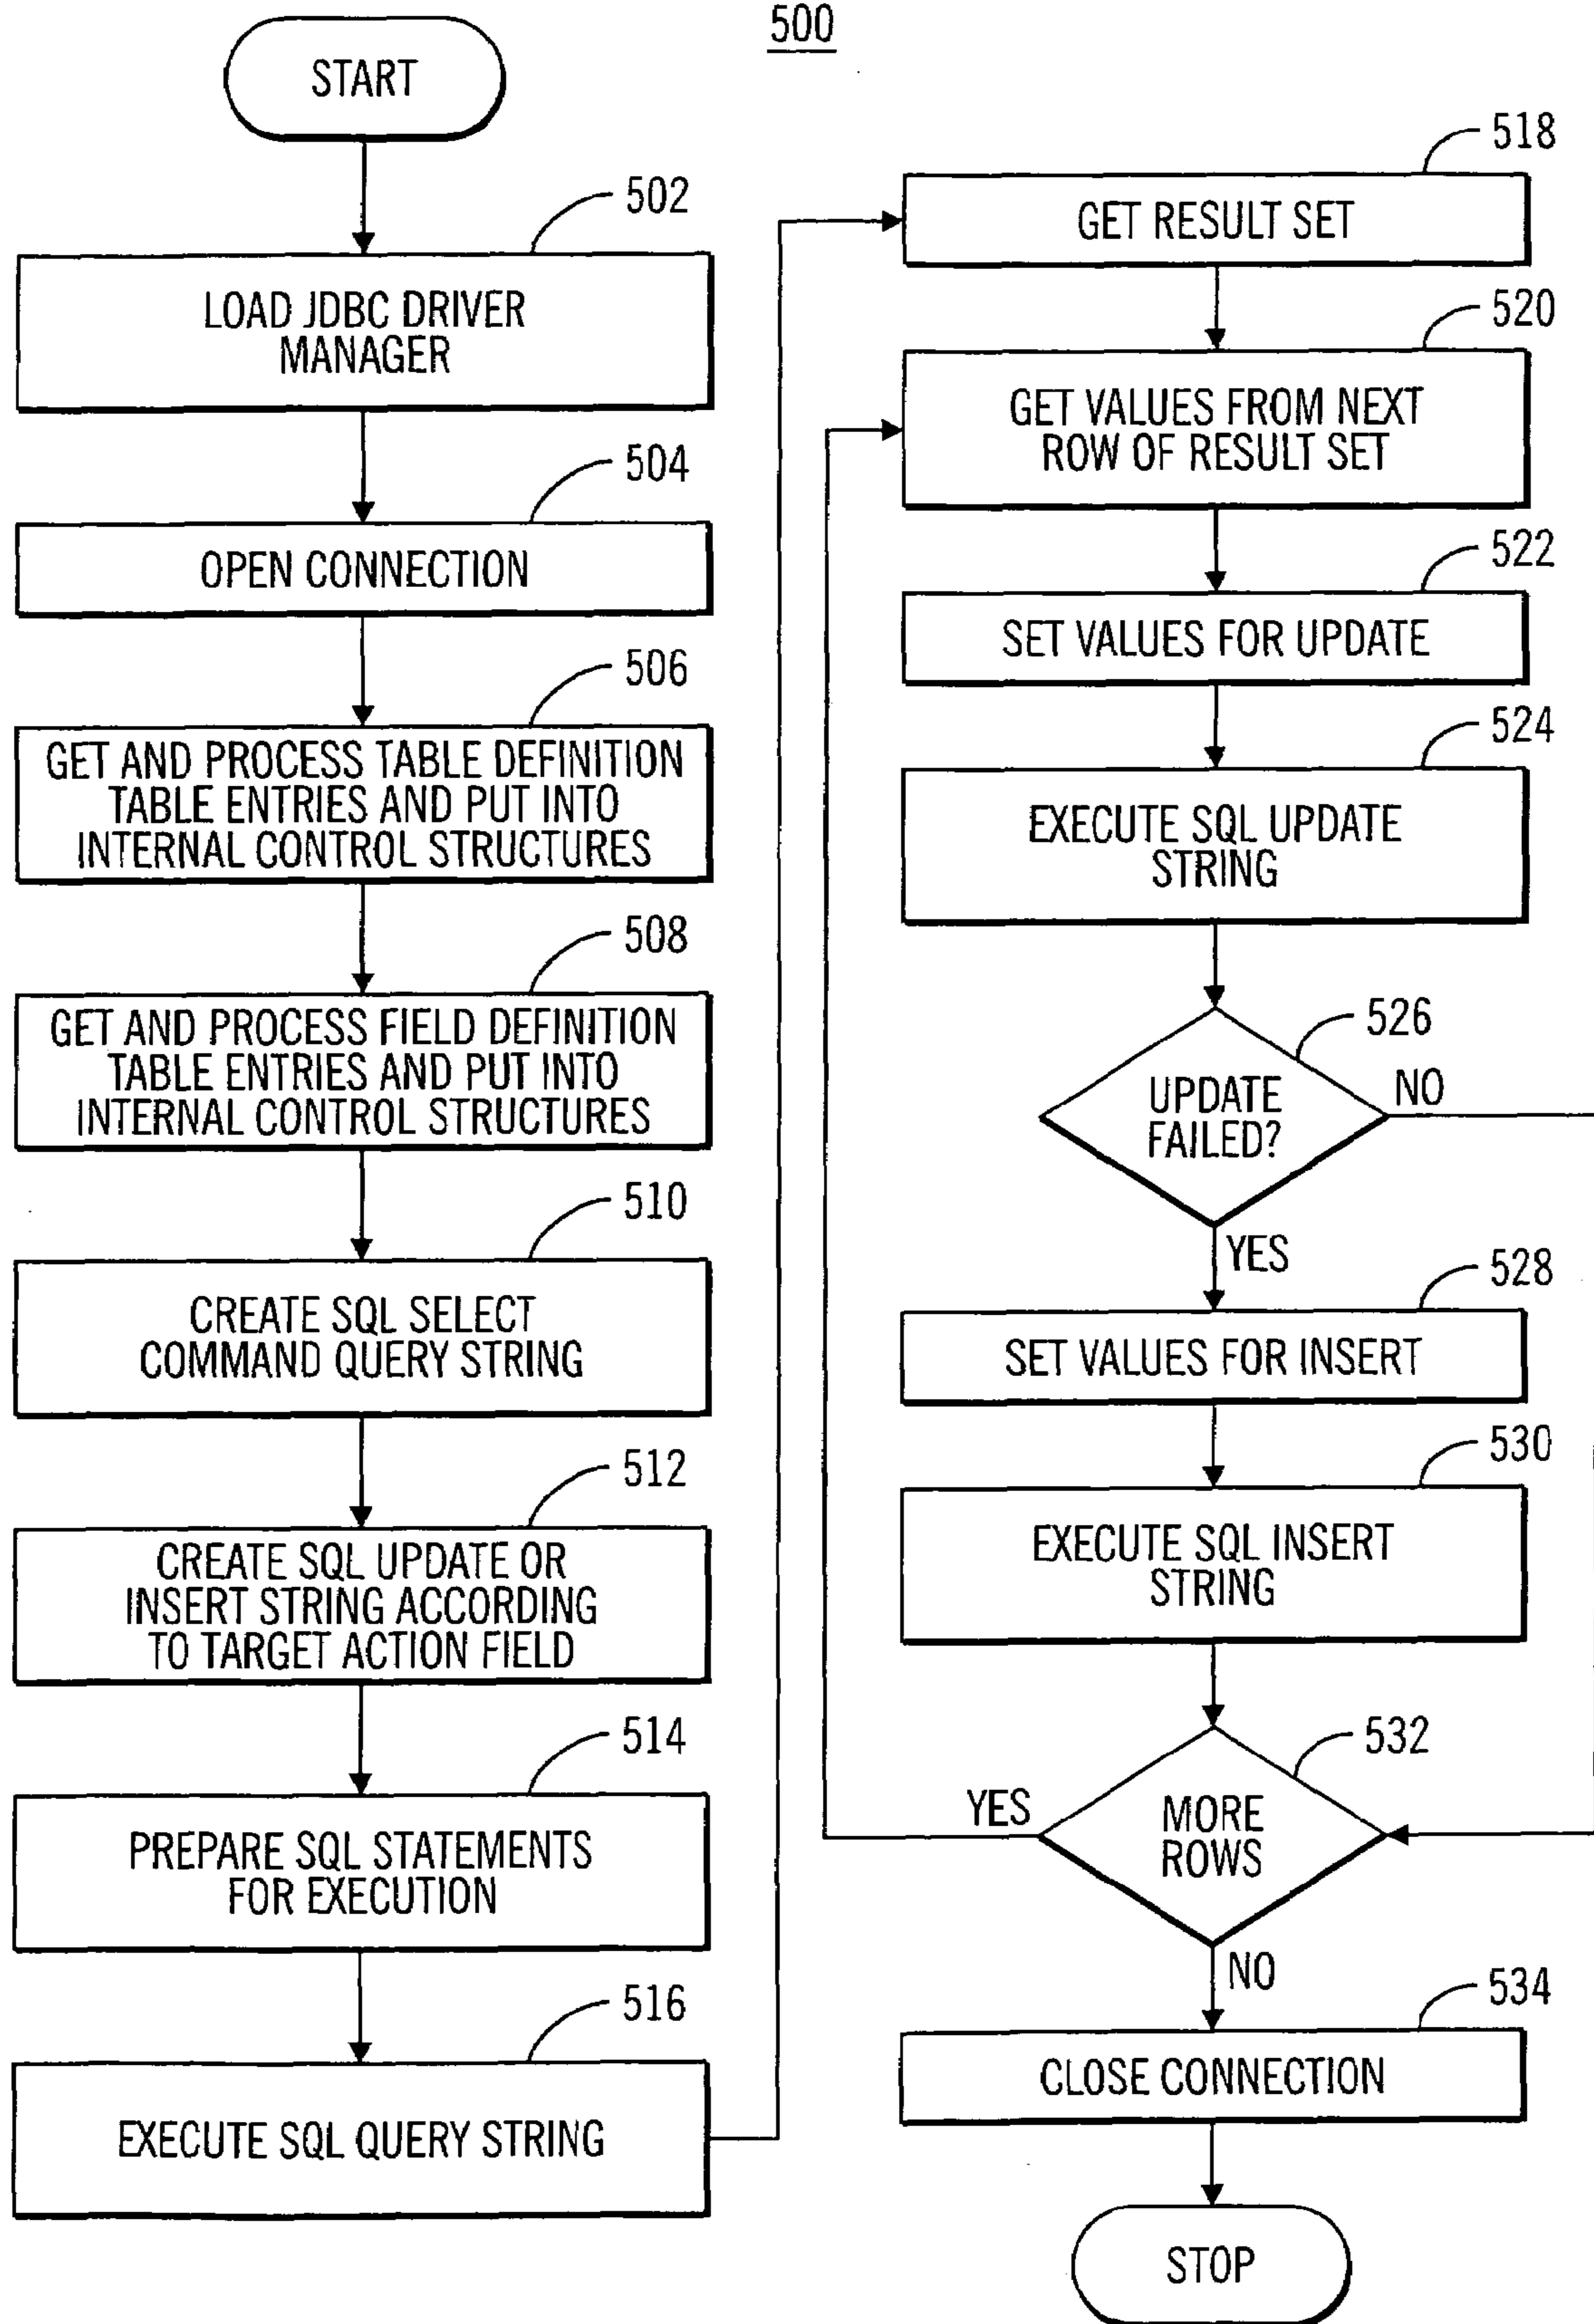 500
START
502
LOAD JDBC DRIVER
MANAGER
504
OPEN CONNECTION
506
GET AND PROCESS TABLE DEFINITION
TABLE ENTRIES AND PUT INTO
INTERNAL CONTROL STRUCTURES
508
GET AND PROCESS FIELD DEFINITION
TABLE ENTRIES AND PUT INTO
INTERNAL CONTROL STRUCTURES
510
CREATE SQL SELECT
COMMAND QUERY STRING
512
CREATE SQL UPDATE OR
INSERT STRING ACCORDING
TO TARGET ACTION FIELD
514
PREPARE SQL STATEMENTS
FOR EXECUTION
516
EXECUTE SQL QUERY STRING
518
GET RESULT SET
520
GET VALUES FROM NEXT
ROW OF RESULT SET
522
SET VALUES FOR UPDATE
524
EXECUTE SQL UPDATE
STRING
526
UPDATE
FAILED?
NO
YES
528
SET VALUES FOR INSERT
530
EXECUTE SQL INSERT
STRING
532
MORE
ROWS
YES
NO
534
CLOSE CONNECTION
STOP